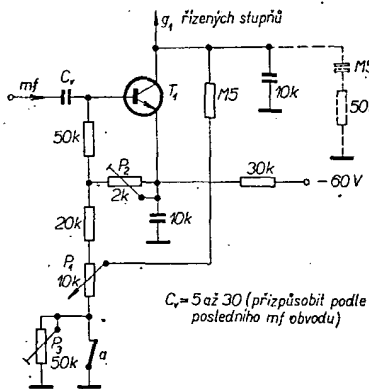 g₁ řízených stupňů
mf
Cᵥ
T₁
M5
10k
M5
50
50k
P₂
2k
30k
–60V
10k
20k
P₁
10k
Cᵥ = 5 až 30 (přizpůsobit podle
posledního mf obvodu)
P₃
50k
a